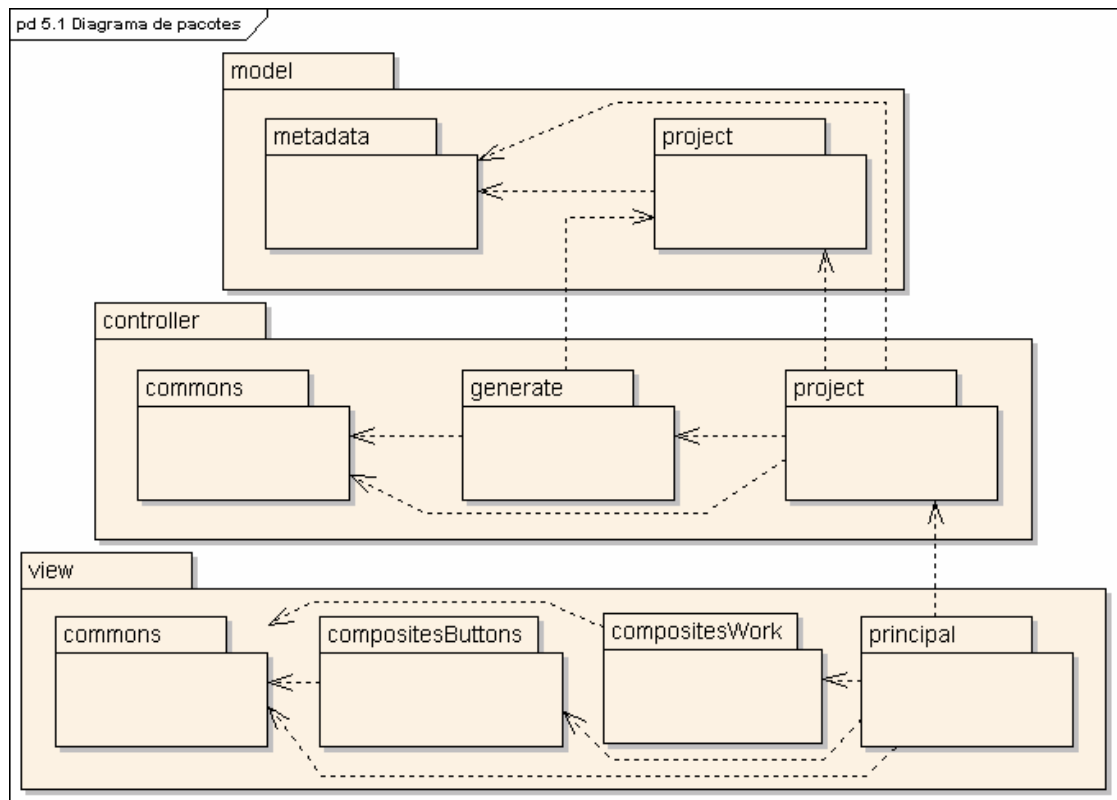 pd 5.1 Diagrama de pacotes
model
metadata
project
controller
commons
generate
project
view
commons
compositesButtons
compositesWork
principal